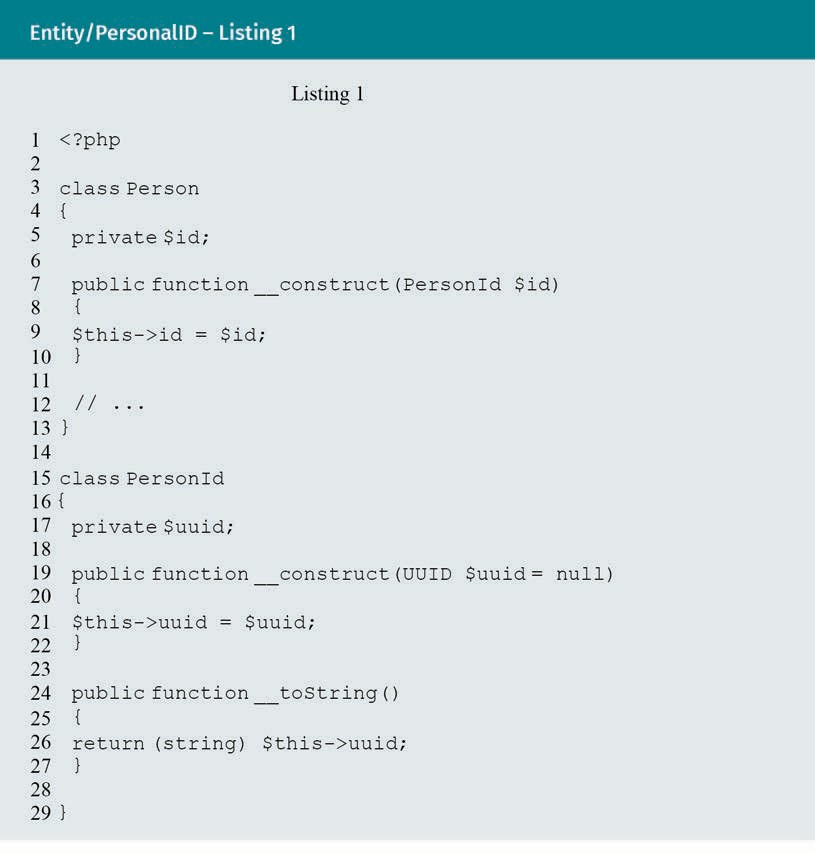 Entity/PersonalID – Listing 1
Listing 1
1 <?php
2
3 class Person
4 {
5 private $id;
6
7 public function __construct(PersonId $id)
8 {
9 $this->id = $id;
10 }
11
12 // ...
13 }
14
15 class PersonId
16 {
17 private $uuid;
18
19 public function __construct(UUID $uuid = null)
20 {
21 $this->uuid = $uuid;
22 }
23
24 public function __toString()
25 {
26 return (string) $this->uuid;
27 }
28
29 }